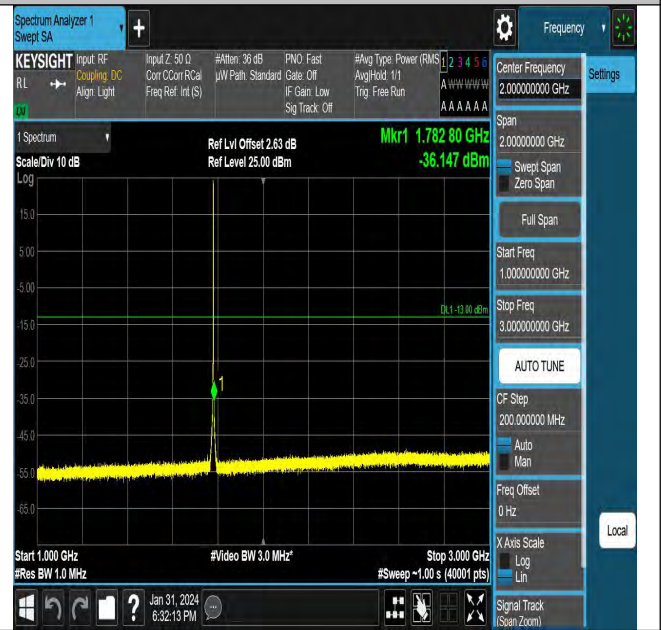 Spectrum Analyzer 1
Swept SA
Frequency
KEYSIGHT
RL
Input: RF
Coupling: DC
Align: Light
Input Z: 50 Ω
Corr CCorr RCal
Freq Ref: Int (S)
#Atten: 36 dB
µW Path: Standard
PNO: Fast
Gate: Off
IF Gain: Low
Sig Track: Off
#Avg Type: Power (RMS
Avg|Hold: 1/1
Trig: Free Run
1 2 3 4 5 6
A W W W W W
A A A A A A
1 Spectrum
Scale/Div 10 dB
Log
Ref Lvl Offset 2.63 dB
Ref Level 25.00 dBm
Mkr1 1.782 80 GHz
-36.147 dBm
15.0
5.00
-5.00
-15.0
-25.0
-35.0
-45.0
-55.0
-65.0
DL1 -13.00 dBm
1
Start 1.000 GHz
#Res BW 1.0 MHz
#Video BW 3.0 MHz*
Stop 3.000 GHz
#Sweep ~1.00 s (40001 pts)
Center Frequency
2.000000000 GHz
Span
2.00000000 GHz
Swept Span
Zero Span
Full Span
Start Freq
1.000000000 GHz
Stop Freq
3.000000000 GHz
AUTO TUNE
CF Step
200.000000 MHz
Auto
Man
Freq Offset
0 Hz
X Axis Scale
Log
Lin
Signal Track
(Span Zoom)
Settings
Local
?
Jan 31, 2024
6:32:13 PM